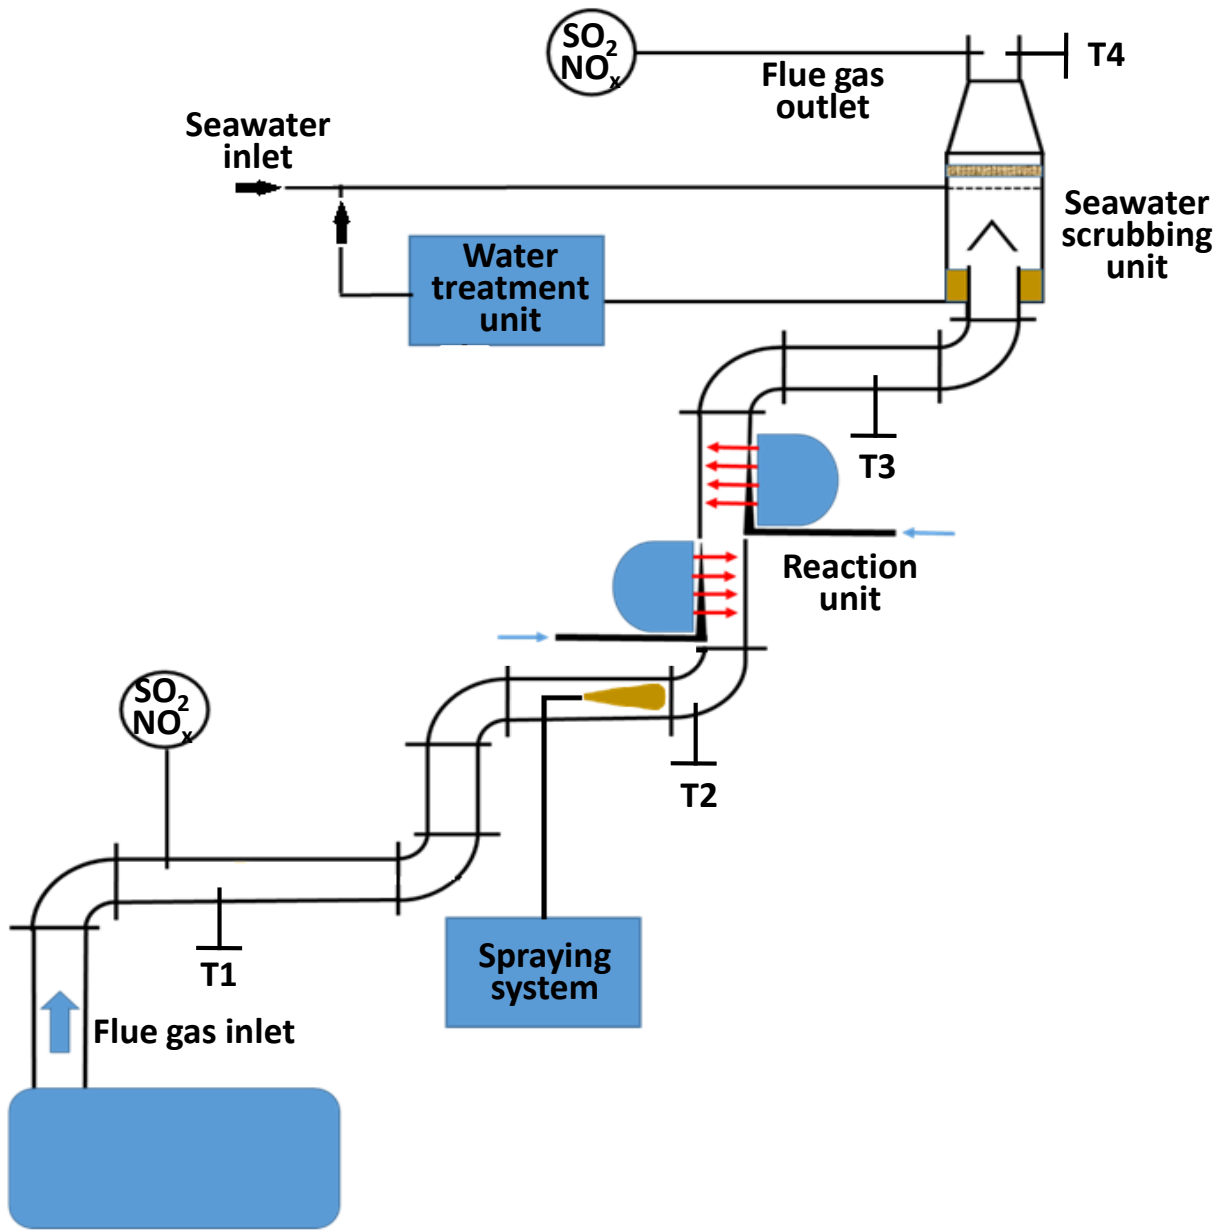 SO2
NOx
T4
Flue gas
outlet
Seawater
inlet
Seawater
scrubbing
unit
Water
treatment
unit
T3
Reaction
unit
SO2
NOx
T2
Spraying
system
T1
Flue gas inlet